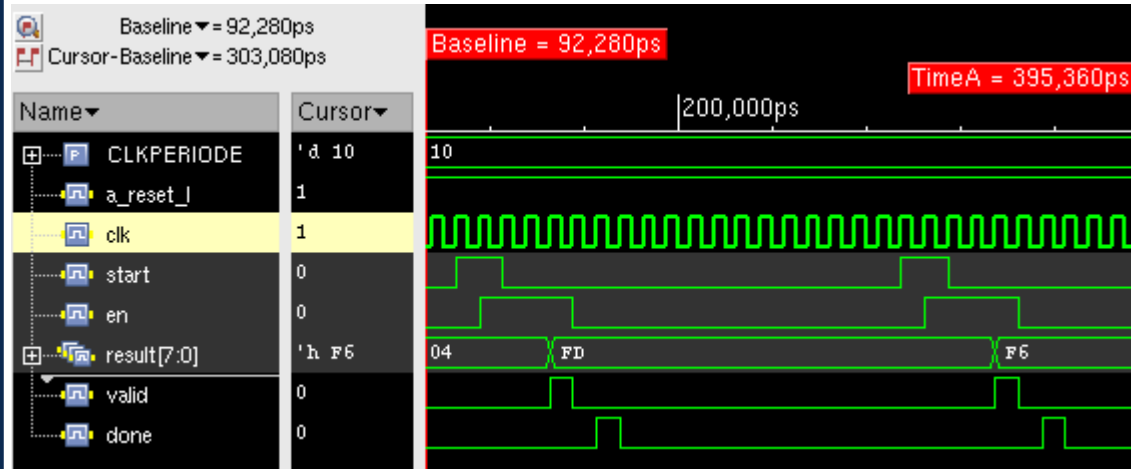 Baseline▼= 92,280ps
Cursor-Baseline▼= 303,080ps
Baseline = 92,280ps
TimeA = 395,360ps
200,000ps
Name▼ Cursor▼
P CLKPERIODE 'd 10 10
a_reset_l 1
clk 1
start 0
en 0
result[7:0] 'h F6 04 FD F6
valid 0
done 0